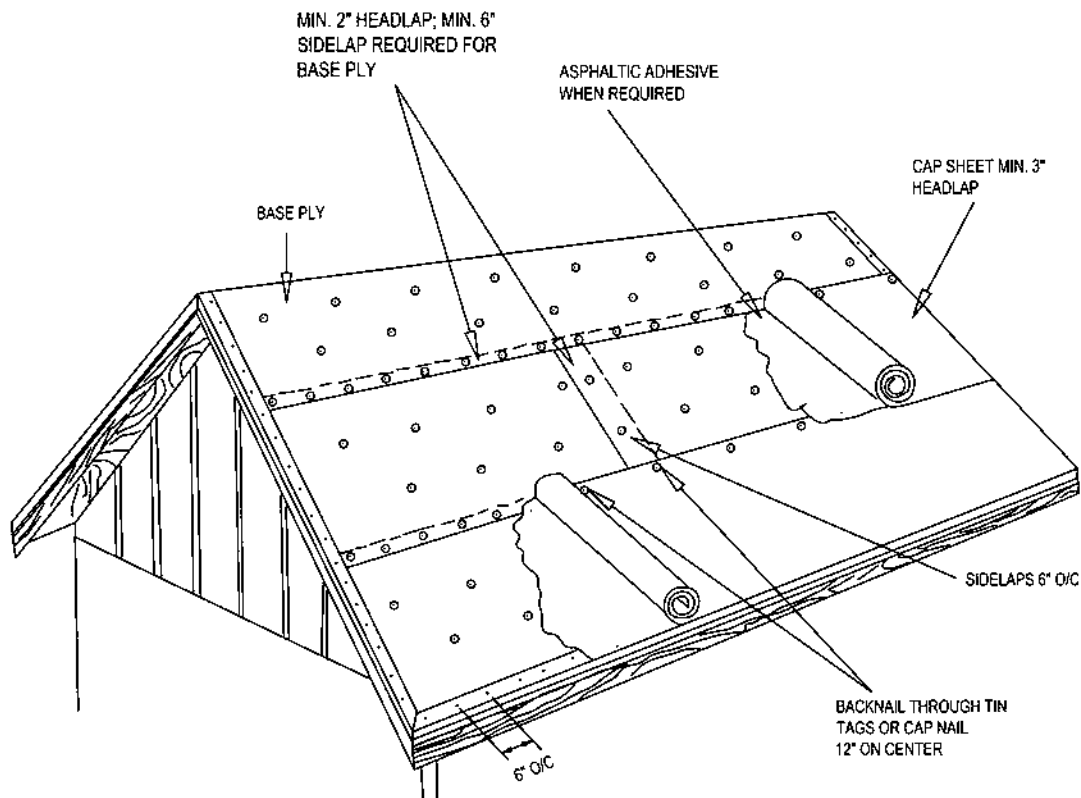 MIN. 2" HEADLAP; MIN. 6"
SIDELAP REQUIRED FOR
BASE PLY
ASPHALTIC ADHESIVE
WHEN REQUIRED
CAP SHEET MIN. 3"
HEADLAP
BASE PLY
SIDELAPS 6" O/C
BACKNAIL THROUGH TIN
TAGS OR CAP NAIL
12" ON CENTER
6" O/C